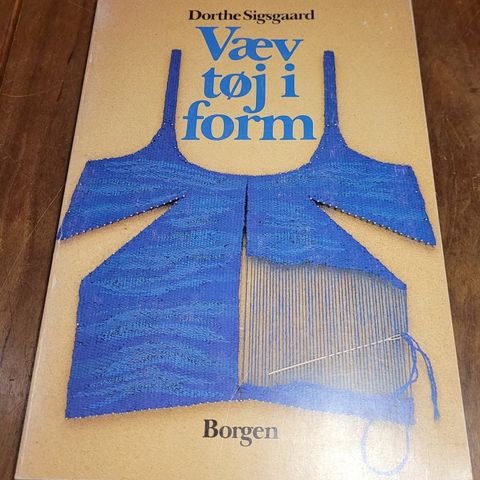 Dorthe Sigsgaard
Væv
tøj i
form
Borgen